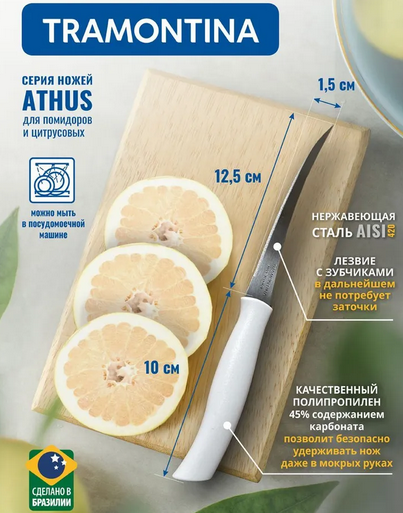 TRAMONTINA
СЕРИЯ НОЖЕЙ
ATHUS
для помидоров
и цитрусовых
можно мыть
в посудомоечной
машине
1,5 см
12,5 см
10 см
НЕРЖАВЕЮЩАЯ
СТАЛЬ AISI 420
ЛЕЗВИЕ
С ЗУБЧИКАМИ
в дальнейшем
не потребует
заточки
КАЧЕСТВЕННЫЙ
ПОЛИПРОПИЛЕН
45% содержанием
карбоната
позволит безопасно
удерживать нож
даже в мокрых руках
СДЕЛАНО В
БРАЗИЛИИ